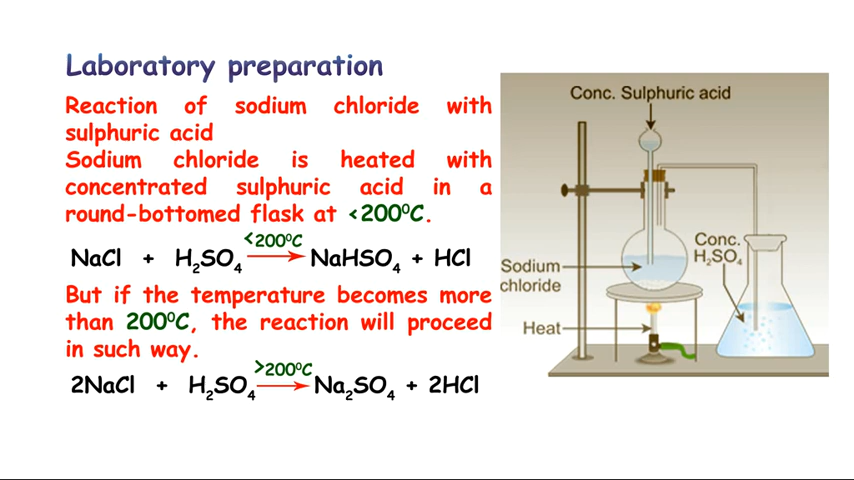 Laboratory preparation
Reaction of sodium chloride with
sulphuric acid
Sodium chloride is heated with
concentrated sulphuric acid in a
round-bottomed flask at <200⁰C.
<200⁰C
NaCl + H₂SO₄ → NaHSO₄ + HCl
But if the temperature becomes more
than 200⁰C, the reaction will proceed
in such way.
>200⁰C
2NaCl + H₂SO₄ → Na₂SO₄ + 2HCl
Conc. Sulphuric acid
Conc.
H₂SO₄
Sodium
chloride
Heat